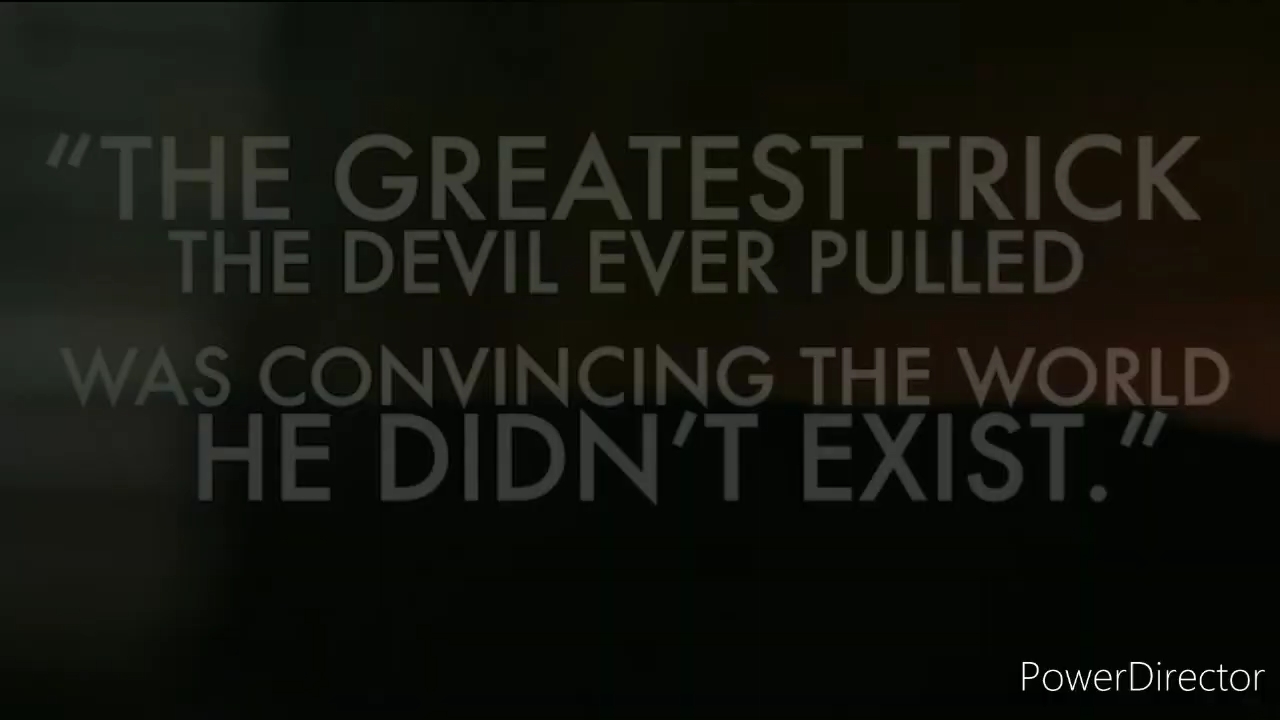 “THE GREATEST TRICK
THE DEVIL EVER PULLED
WAS CONVINCING THE WORLD
HE DIDN’T EXIST.”
PowerDirector